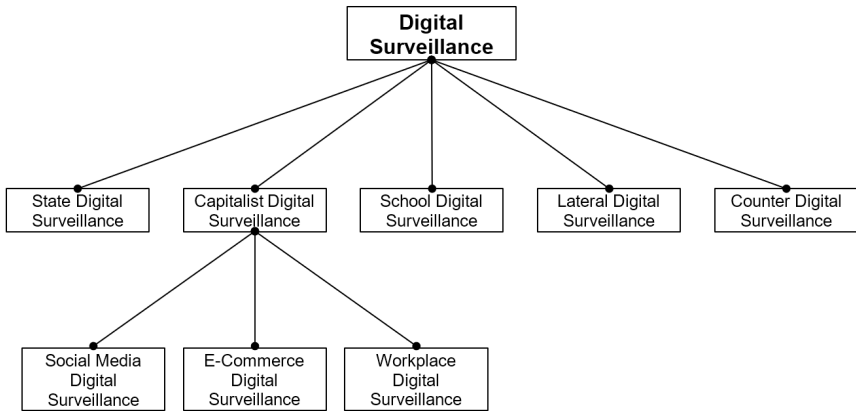 Digital
Surveillance
State Digital
Surveillance
Capitalist Digital
Surveillance
School Digital
Surveillance
Lateral Digital
Surveillance
Counter Digital
Surveillance
Social Media
Digital
Surveillance
E-Commerce
Digital
Surveillance
Workplace
Digital
Surveillance